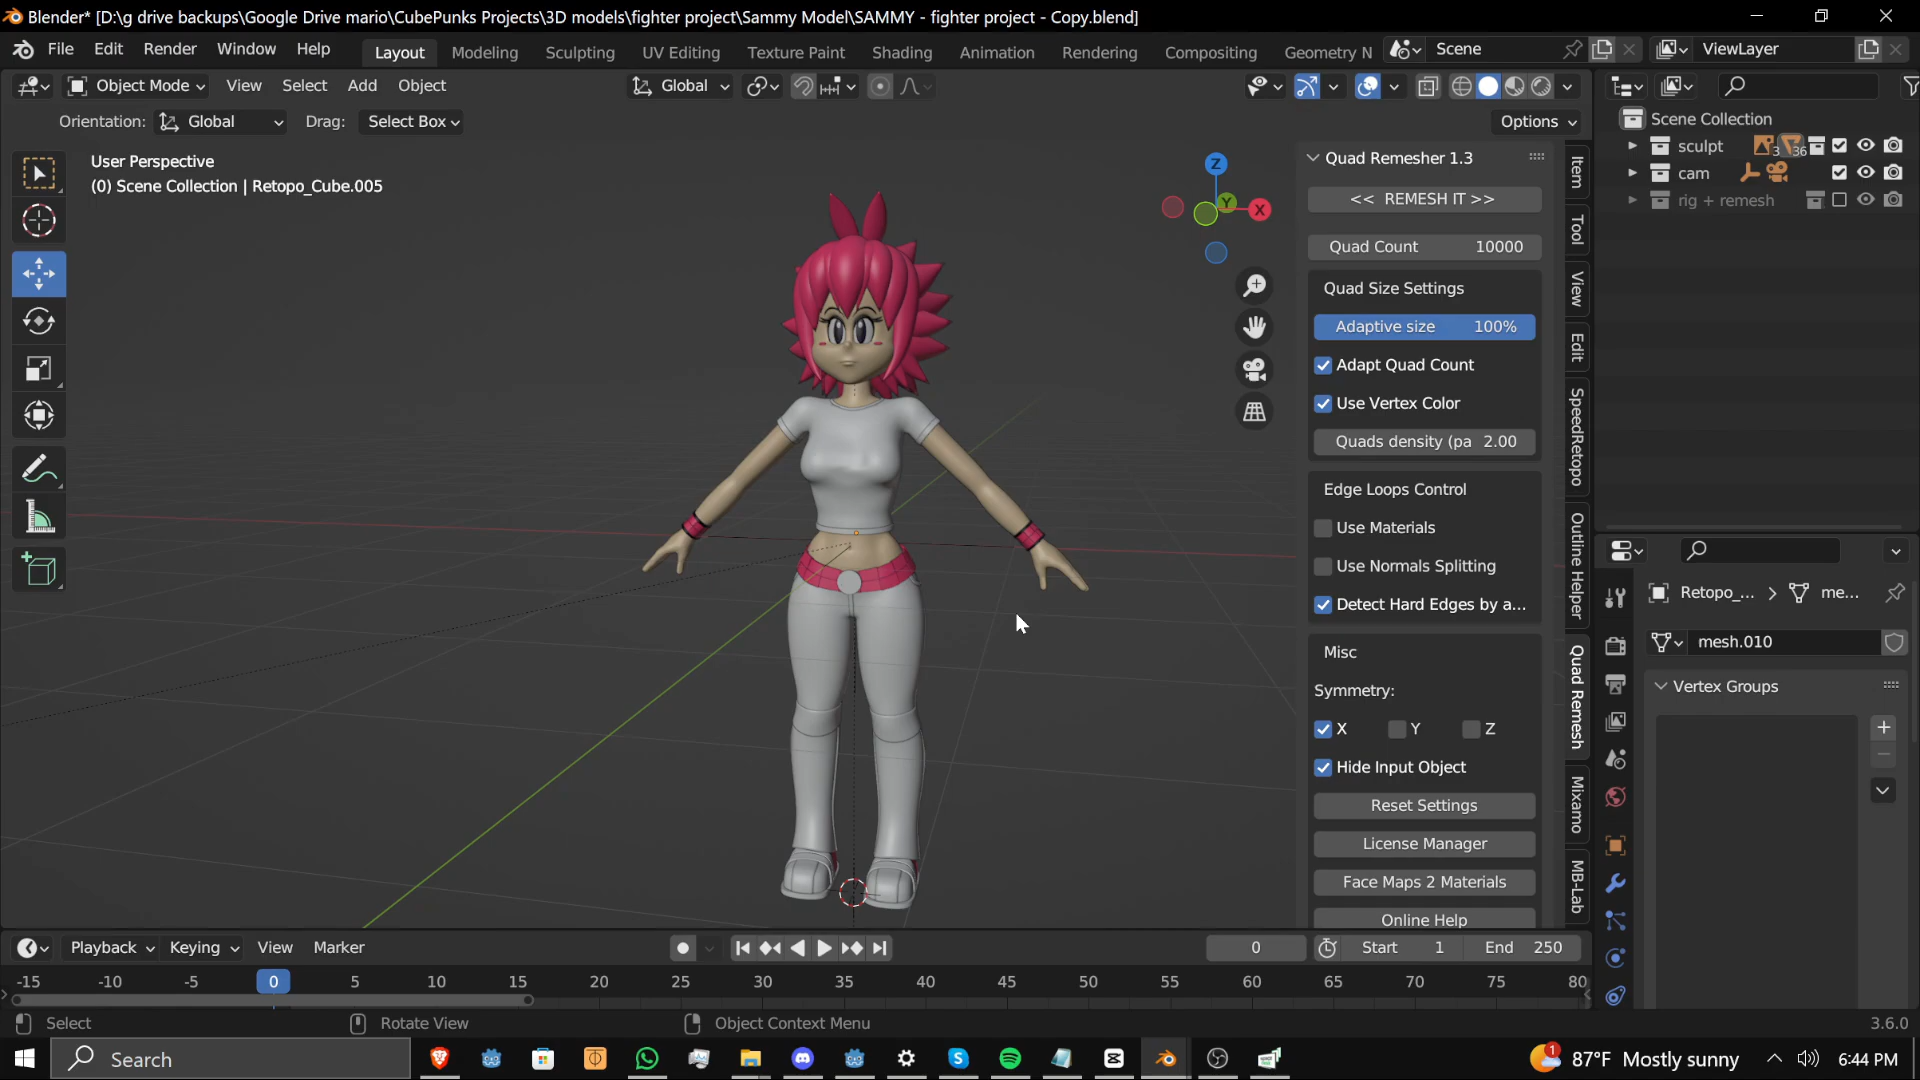 Blender* [D:\g drive backups\Google Drive mario\CubePunks Projects\3D models\fighter project\Sammy Model\SAMMY - fighter project - Copy.blend]
File Edit Render Window Help Layout Modeling Sculpting UV Editing Texture Paint Shading Animation Rendering Compositing Geometry N Scene ViewLayer
Object Mode View Select Add Object Global
Orientation: Global Drag: Select Box Options
User Perspective
(0) Scene Collection | Retopo_Cube.005
Z
Y
X
Quad Remesher 1.3
<< REMESH IT >>
Quad Count 10000
Quad Size Settings
Adaptive size 100%
Adapt Quad Count
Use Vertex Color
Quads density (pa 2.00
Edge Loops Control
Use Materials
Use Normals Splitting
Detect Hard Edges by a...
Misc
Symmetry:
X Y Z
Hide Input Object
Reset Settings
License Manager
Face Maps 2 Materials
Online Help
Item
Tool
View
Edit
SpeedRetopo
Outline Helper
Quad Remesh
Mixamo
MB-Lab
Scene Collection
sculpt 3 36
cam
rig + remesh
Retopo_... > me...
mesh.010
Vertex Groups
Playback Keying View Marker 0 Start 1 End 250
-15 -10 -5 0 5 10 15 20 25 30 35 40 45 50 55 60 65 70 75 80
Select Rotate View Object Context Menu 3.6.0
Search 1 87°F Mostly sunny 6:44 PM